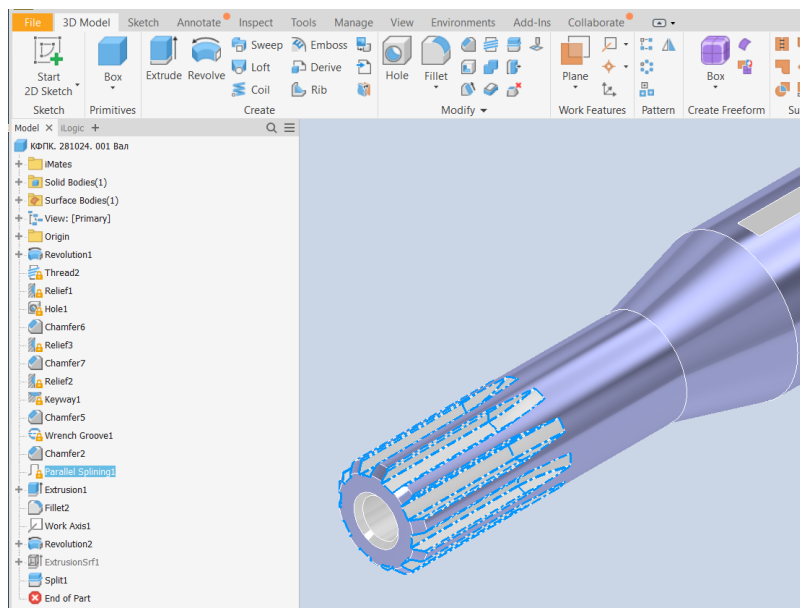 File 3D Model Sketch Annotate Inspect Tools Manage View Environments Add-Ins Collaborate
Start
2D Sketch
Box
Extrude
Revolve
Sweep
Emboss
Loft
Derive
Coil
Rib
Hole
Fillet
Plane
Box
Sketch Primitives Create Modify Work Features Pattern Create Freeform Su
Model iLogic
КФПК. 281024. 001 Вал
iMates
Solid Bodies(1)
Surface Bodies(1)
View: [Primary]
Origin
Revolution1
Thread2
Relief1
Hole1
Chamfer6
Relief3
Chamfer7
Relief2
Keyway1
Chamfer5
Wrench Groove1
Chamfer2
Parallel Splining1
Extrusion1
Fillet2
Work Axis1
Revolution2
ExtrusionSrf1
Split1
End of Part